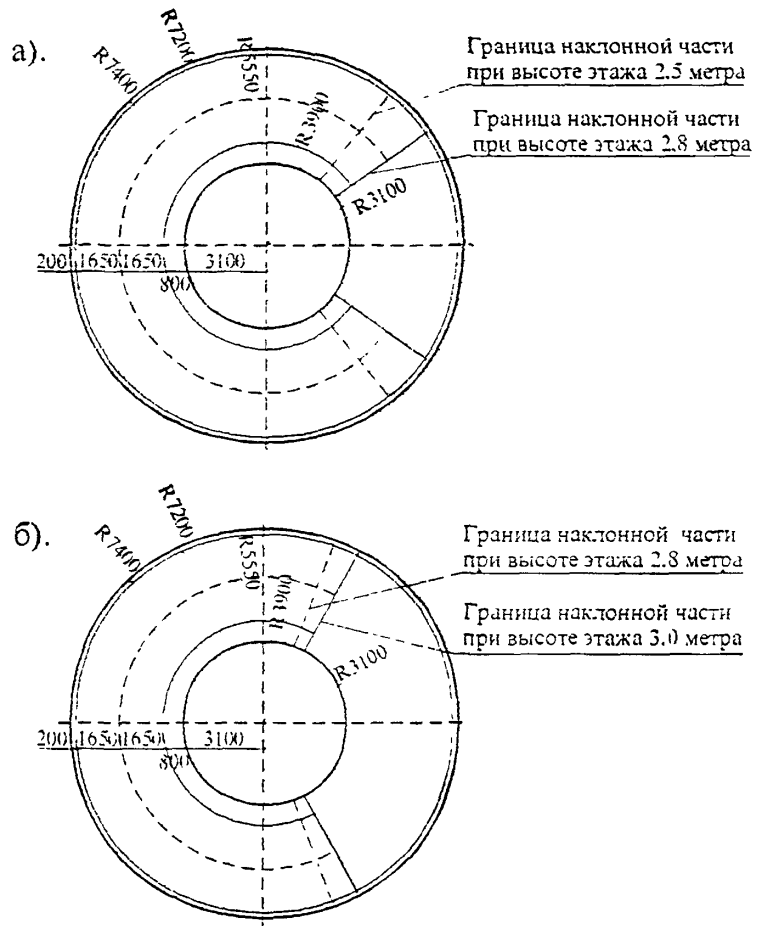 а).
R7400
R7200
R5550
R3900
R3100
Граница наклонной части
при высоте этажа 2.5 метра
Граница наклонной части
при высоте этажа 2.8 метра
200 1650 1650 3100
800
б).
R7400
R7200
R5550
R3900
R3100
Граница наклонной части
при высоте этажа 2.8 метра
Граница наклонной части
при высоте этажа 3.0 метра
200 1650 1650 3100
800